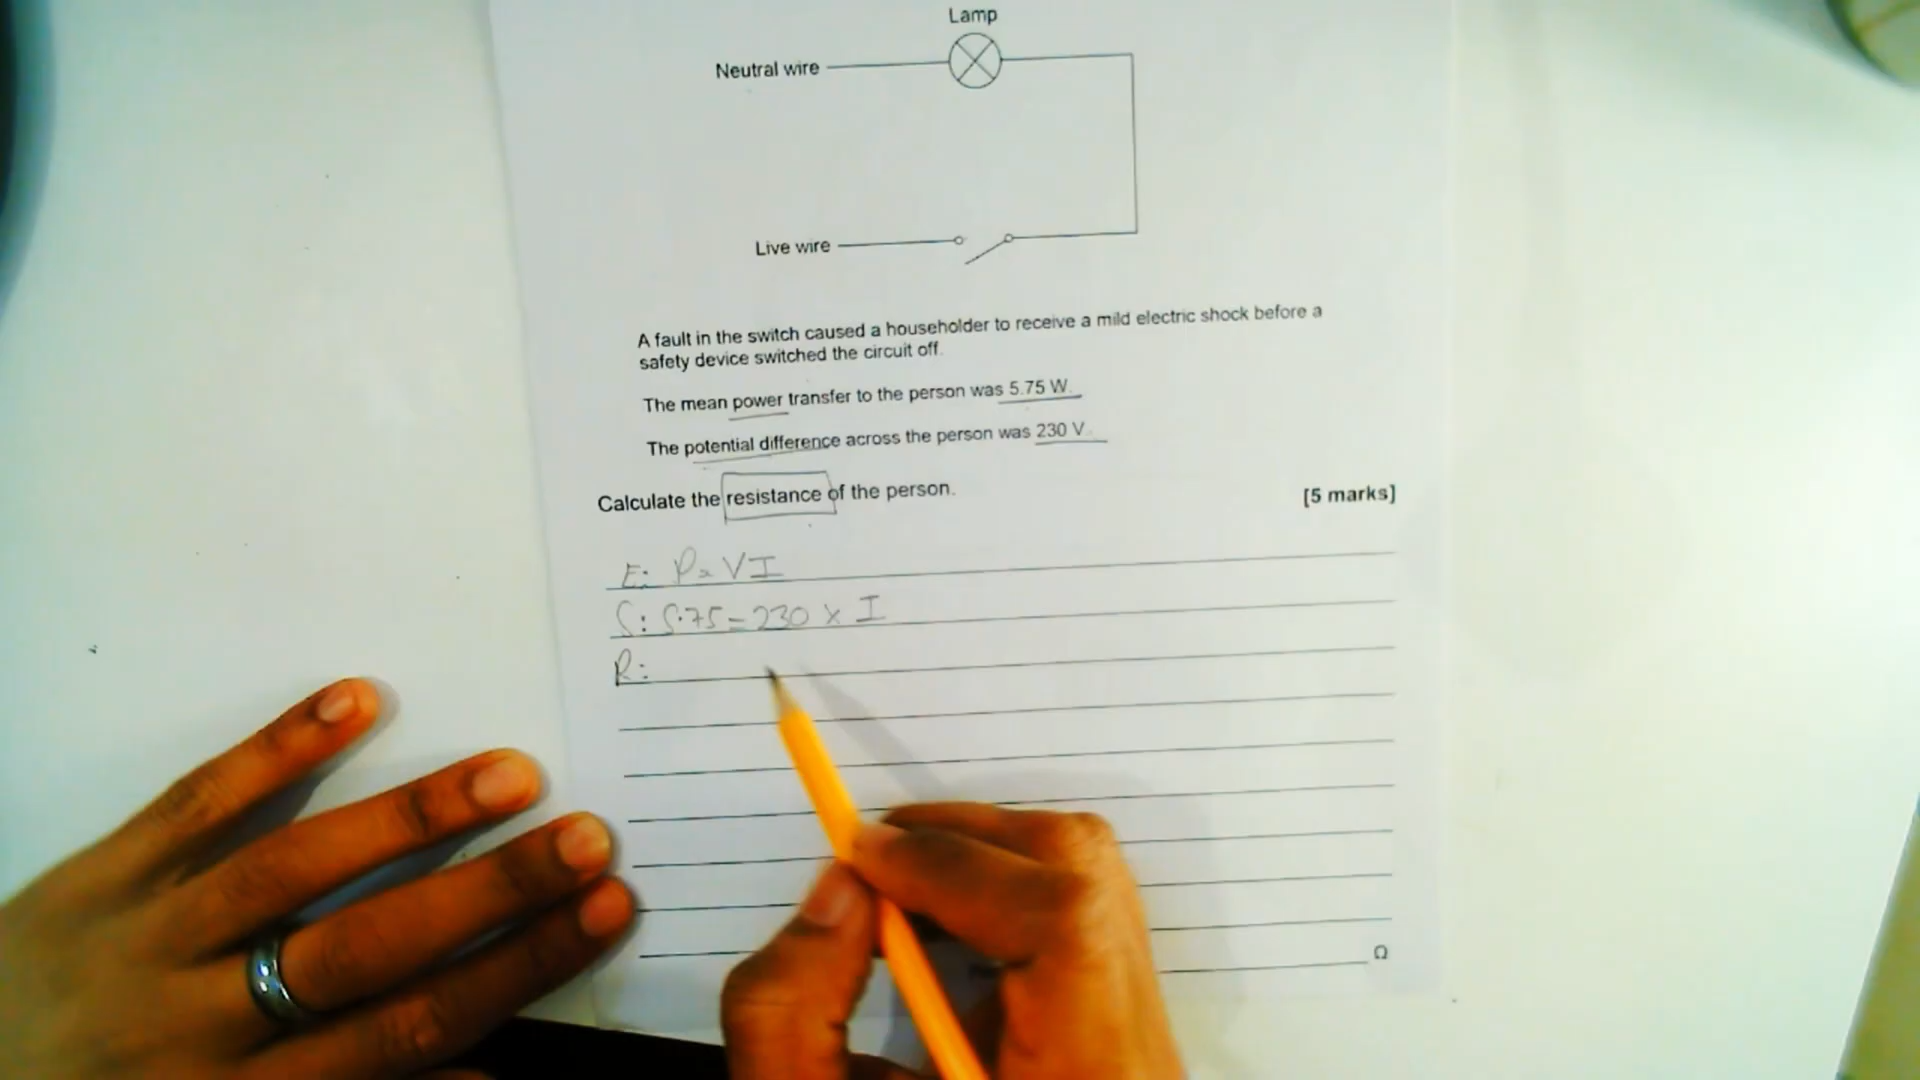 Lamp
Neutral wire
Live wire
A fault in the switch caused a householder to receive a mild electric shock before a
safety device switched the circuit off.
The mean power transfer to the person was 5.75 W.
The potential difference across the person was 230 V.
Calculate the resistance of the person.
[5 marks]
E: P = VI
S: 5.75 = 230 x I
R:
Ω